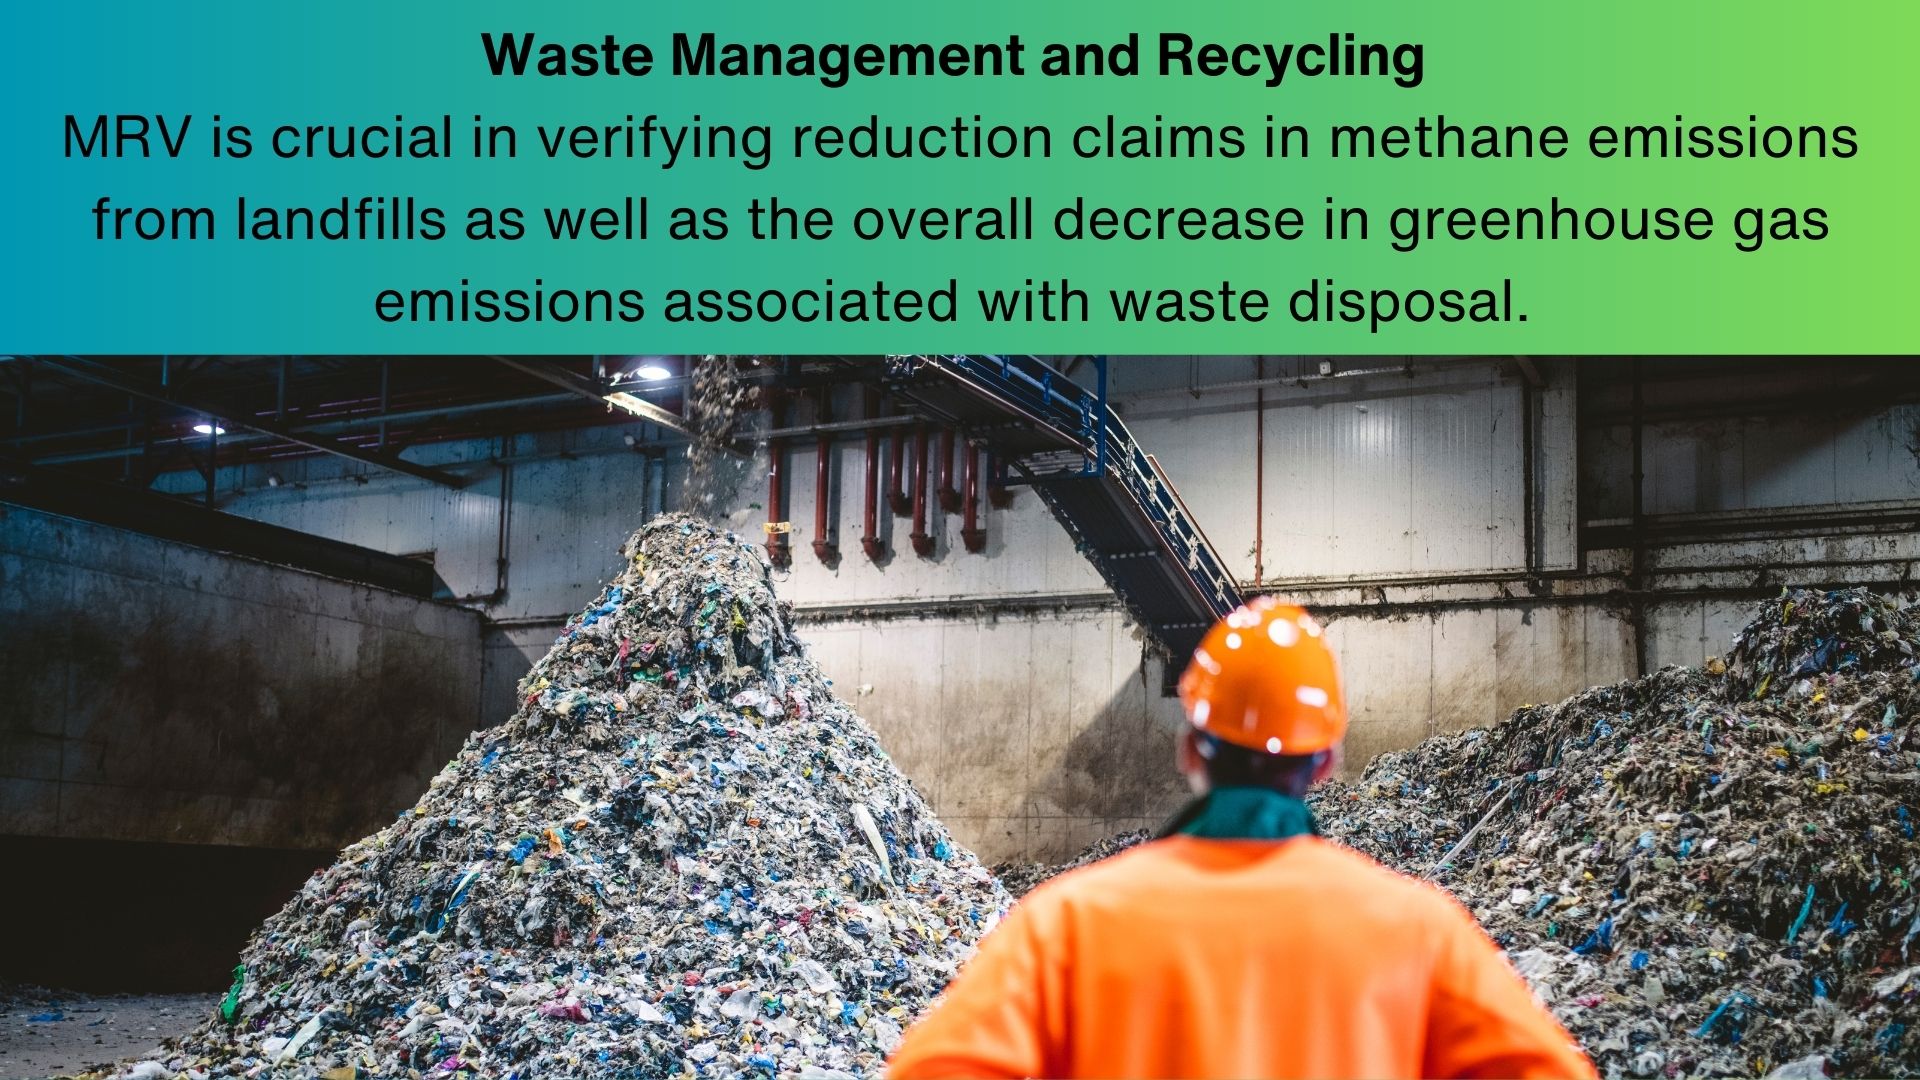 Waste Management and Recycling
MRV is crucial in verifying reduction claims in methane emissions
from landfills as well as the overall decrease in greenhouse gas
emissions associated with waste disposal.